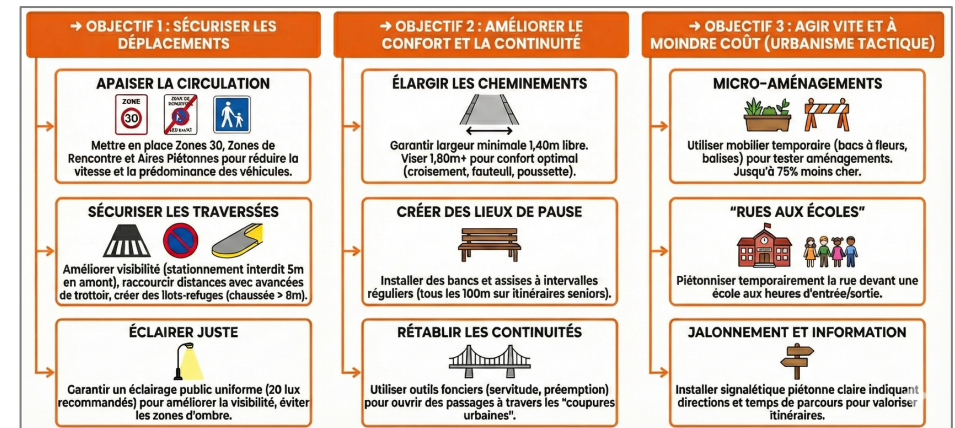 → OBJECTIF 1 : SÉCURISER LES
DÉPLACEMENTS
APAISER LA CIRCULATION
ZONE
30
Mettre en place Zones 30, Zones de
Rencontre et Aires Piétonnes pour réduire la
vitesse et la prédominance des véhicules.
SÉCURISER LES TRAVERSSÉES
Améliorer visibilité (stationnement interdit 5m
en amont), raccourcir distances avec avancées
de trottoir, créer des îlots-refuges (chaussée > 8m).
ÉCLAIRER JUSTE
Garantir un éclairage public uniforme (20 lux
recommandés) pour améliorer la visibilité, éviter
les zones d'ombre.
→ OBJECTIF 2 : AMÉLIORER LE
CONFORT ET LA CONTINUITÉ
ÉLARGIR LES CHEMINEMENTS
Garantir largeur minimale 1,40m libre.
Viser 1,80m+ pour confort optimal
(croisement, fauteuil, poussette).
CRÉER DES LIEUX DE PAUSE
Installer des bancs et assises à intervalles
réguliers (tous les 100m sur itinéraires seniors).
RÉTABLIR LES CONTINUITÉS
Utiliser outils fonciers (servitude, préemption)
pour ouvrir des passages à travers les "coupures
urbaines".
→ OBJECTIF 3 : AGIR VITE ET À
MOINDRE COÛT (URBANISME TACTIQUE)
MICRO-AMÉNAGEMENTS
Utiliser mobilier temporaire (bacs à fleurs,
balises) pour tester aménagements.
Jusqu'à 75% moins cher.
"RUES AUX ÉCOLES"
Piétonniser temporairement la rue devant une
école aux heures d'entrée/sortie.
JALONNEMENT ET INFORMATION
Installer signalétique piétonne claire indiquant
directions et temps de parcours pour valoriser
itinéraires.